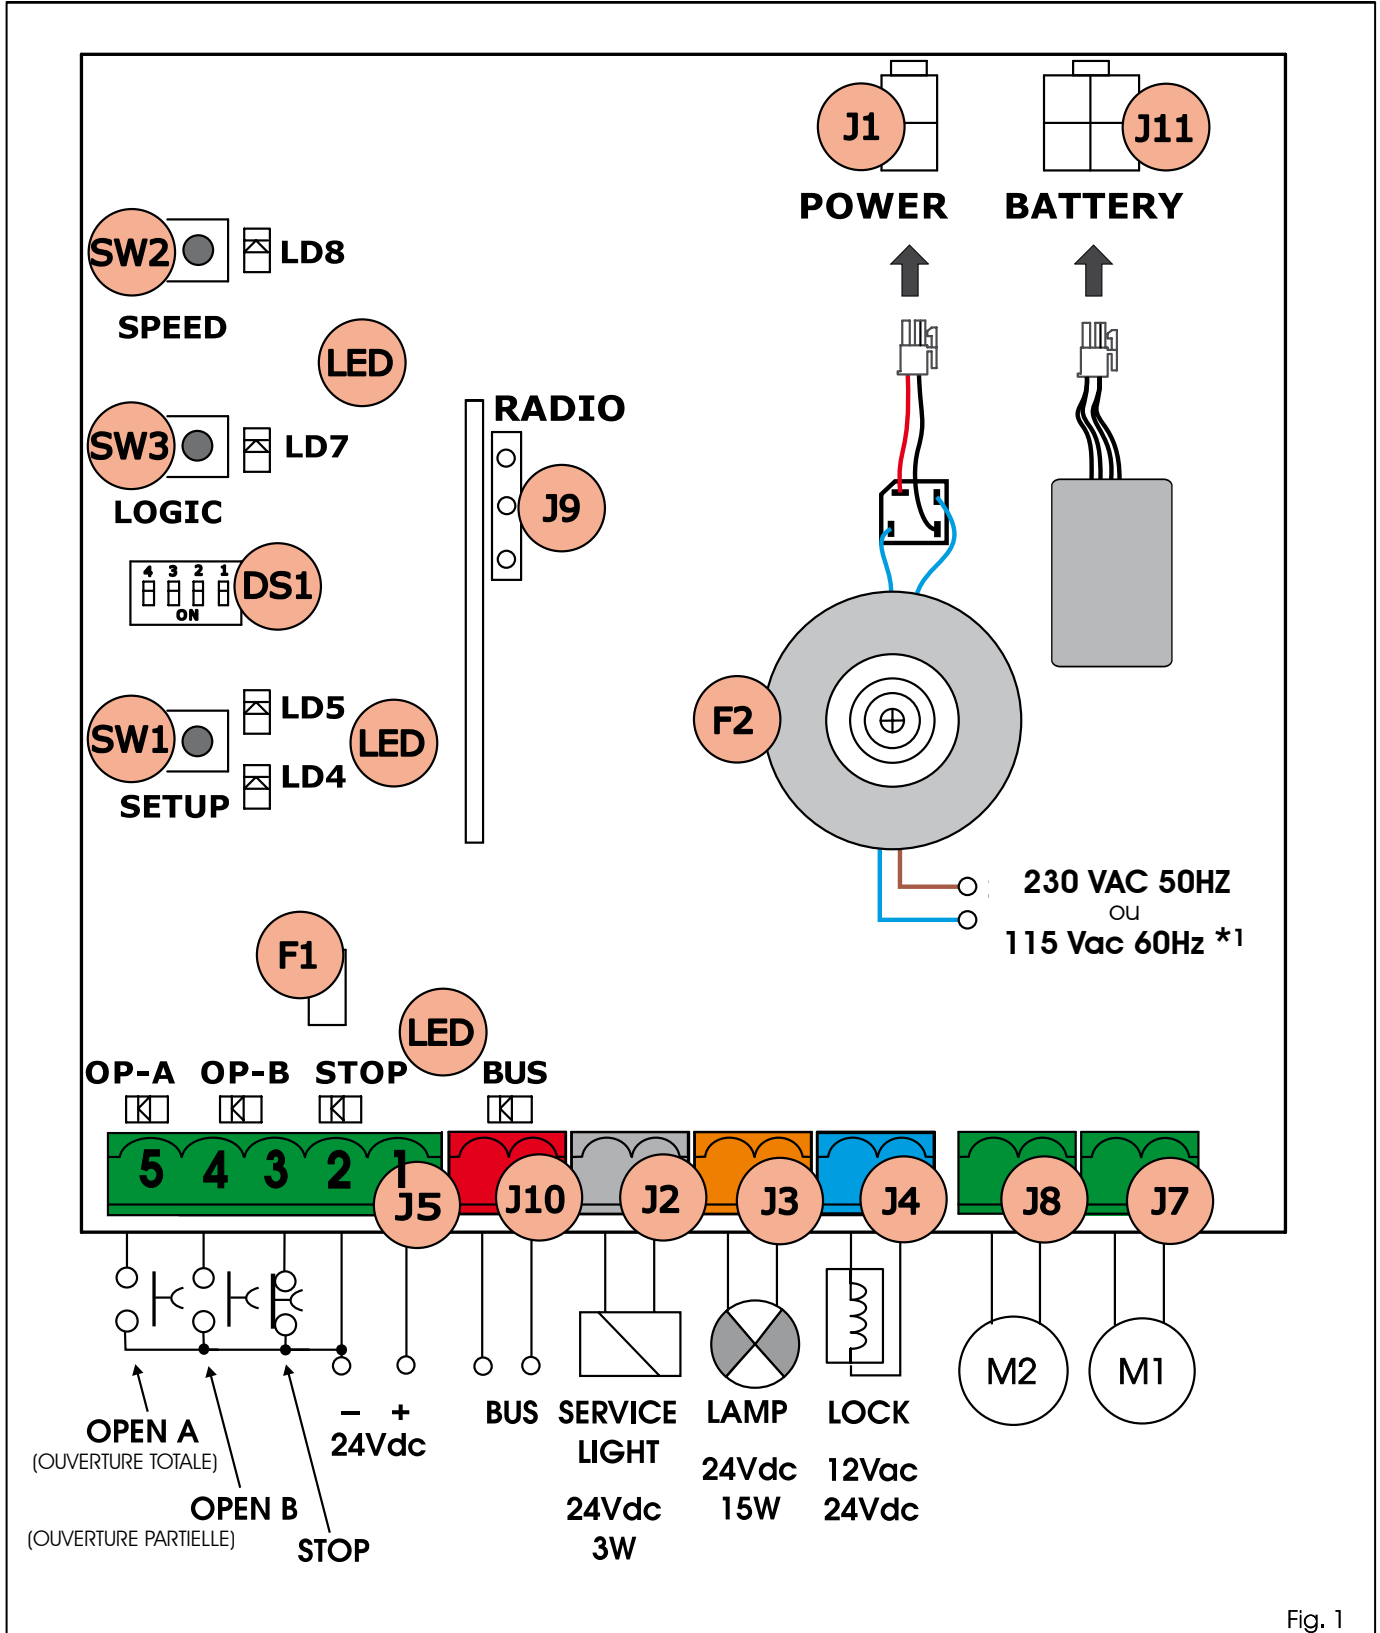 J1
J11
POWER
BATTERY
SW2
LD8
SPEED
LED
RADIO
SW3
LD7
LOGIC
J9
4 3 2 1
ON
DS1
LD5
SW1
LED
LD4
SETUP
F2
230 VAC 50HZ
ou
115 Vac 60Hz *1
F1
LED
OP-A OP-B STOP BUS
5 4 3 2 1
J5
J10
J2
J3
J4
J8
J7
M2
M1
OPEN A
(OUVERTURE TOTALE)
OPEN B
(OUVERTURE PARTIELLE)
STOP
– +
24Vdc
BUS
SERVICE
LIGHT
24Vdc
3W
LAMP
24Vdc
15W
LOCK
12Vac
24Vdc
Fig. 1